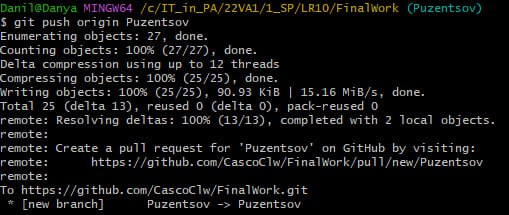 Danil@Danya MINGW64 /c/IT_in_PA/22VA1/1_SP/LR10/FinalWork (Puzentsov)
$ git push origin Puzentsov
Enumerating objects: 27, done.
Counting objects: 100% (27/27), done.
Delta compression using up to 12 threads
Compressing objects: 100% (25/25), done.
Writing objects: 100% (25/25), 90.93 KiB | 15.16 MiB/s, done.
Total 25 (delta 13), reused 0 (delta 0), pack-reused 0
remote: Resolving deltas: 100% (13/13), completed with 2 local objects.
remote:
remote: Create a pull request for 'Puzentsov' on GitHub by visiting:
remote:      https://github.com/CascoClw/FinalWork/pull/new/Puzentsov
remote:
To https://github.com/CascoClw/FinalWork.git
 * [new branch]      Puzentsov -> Puzentsov